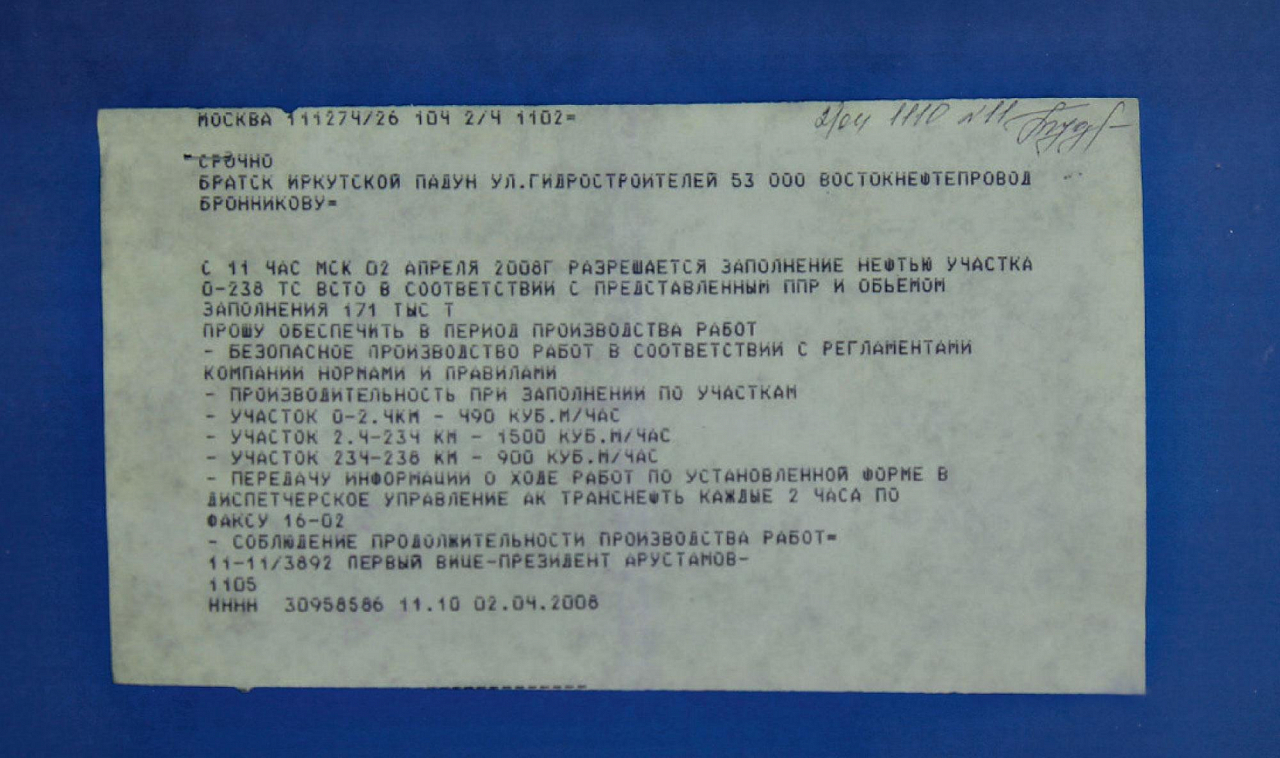 МОСКВА 111274/26 104 2/4 1102=
2/04 1110 №11
СРОЧНО
БРАТСК ИРКУТСКОЙ ПАДУН УЛ.ГИДРОСТРОИТЕЛЕЙ 53 ООО ВОСТОКНЕФТЕПРОВОД
БРОННИКОВУ=
С 11 ЧАС МСК 02 АПРЕЛЯ 2008Г РАЗРЕШАЕТСЯ ЗАПОЛНЕНИЕ НЕФТЬЮ УЧАСТКА
0-238 ТС ВСТО В СООТВЕТСТВИИ С ПРЕДСТАВЛЕННЫМ ППР И ОБЬЕМОМ
ЗАПОЛНЕНИЯ 171 ТЫС Т
ПРОШУ ОБЕСПЕЧИТЬ В ПЕРИОД ПРОИЗВОДСТВА РАБОТ
- БЕЗОПАСНОЕ ПРОИЗВОДСТВО РАБОТ В СООТВЕТСТВИИ С РЕГЛАМЕНТАМИ
КОМПАНИИ НОРМАМИ И ПРАВИЛАМИ
- ПРОИЗВОДИТЕЛЬНОСТЬ ПРИ ЗАПОЛНЕНИИ ПО УЧАСТКАМ
- УЧАСТОК 0-2.4КМ - 490 КУБ.М/ЧАС
- УЧАСТОК 2.4-234 КМ - 1500 КУБ.М/ЧАС
- УЧАСТОК 234-238 КМ - 900 КУБ.М/ЧАС
- ПЕРЕДАЧУ ИНФОРМАЦИИ О ХОДЕ РАБОТ ПО УСТАНОВЛЕННОЙ ФОРМЕ В
ДИСПЕТЧЕРСКОЕ УПРАВЛЕНИЕ АК ТРАНСНЕФТЬ КАЖДЫЕ 2 ЧАСА ПО
ФАКСУ 16-02
- СОБЛЮДЕНИЕ ПРОДОЛЖИТЕЛЬНОСТИ ПРОИЗВОДСТВА РАБОТ=
11-11/3892 ПЕРВЫЙ ВИЦЕ-ПРЕЗИДЕНТ АРУСТАМОВ-
1105
НННН 30958586 11.10 02.04.2008